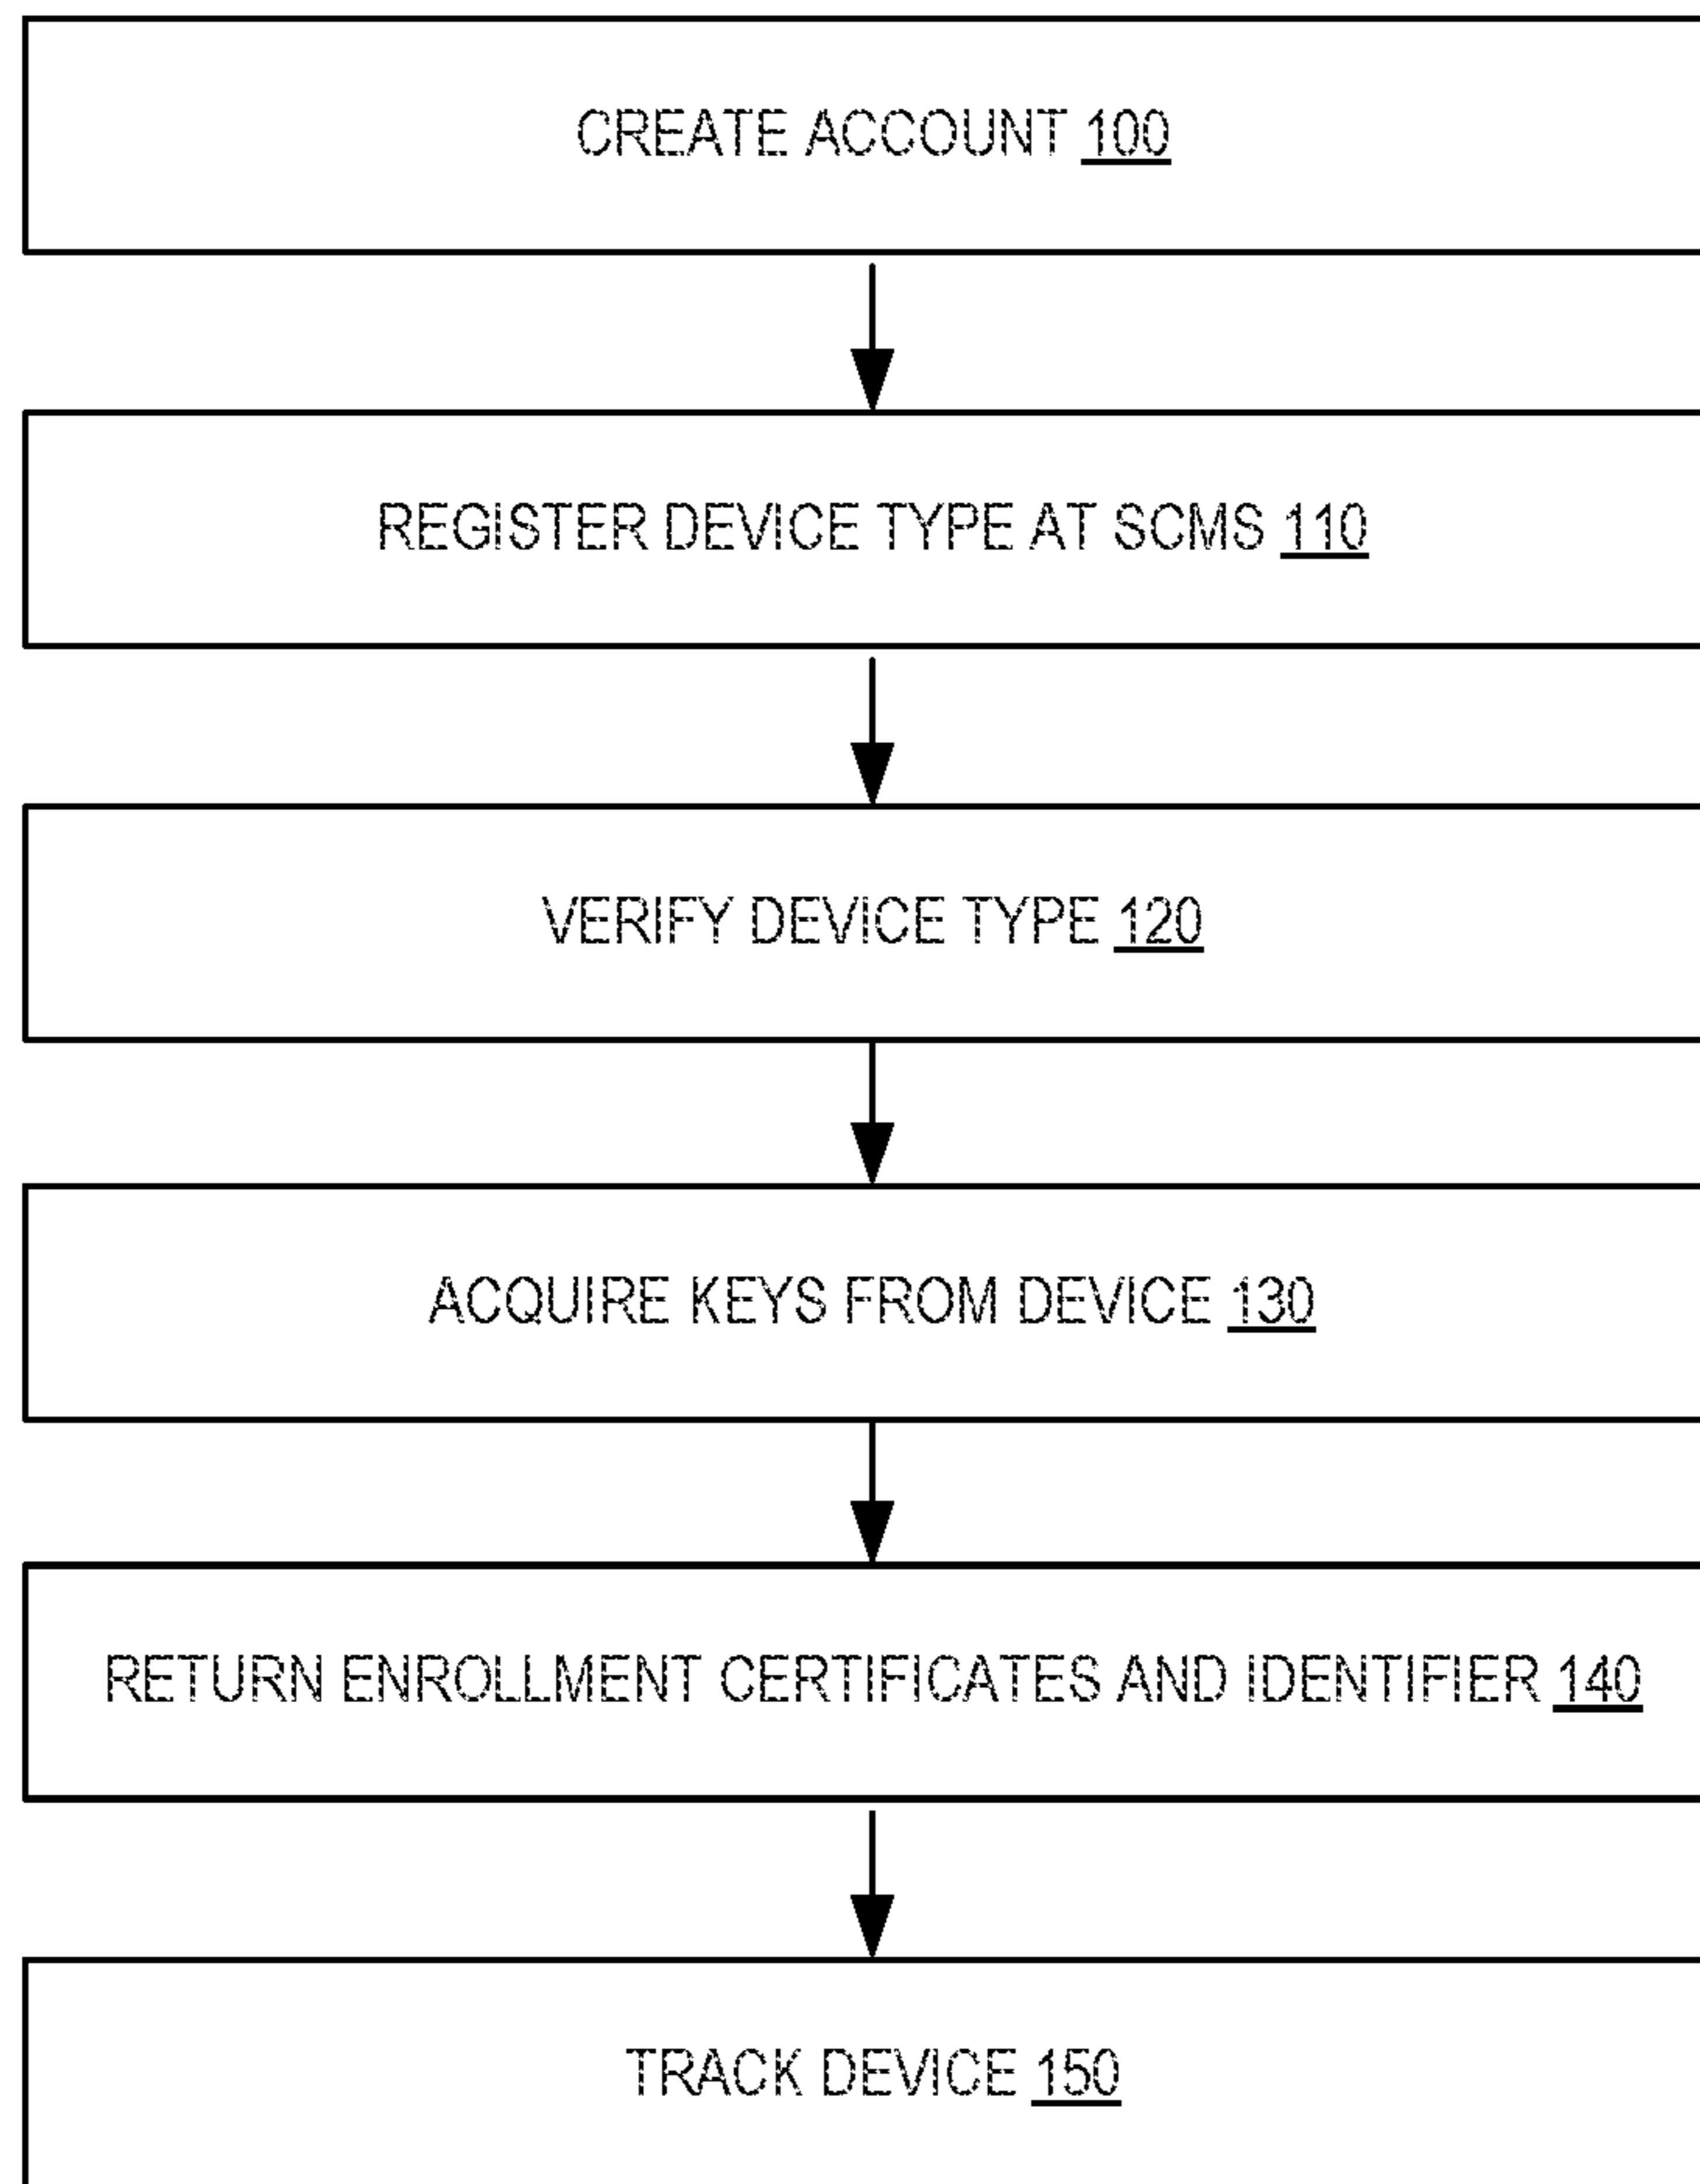 CREATE ACCOUNT 100
REGISTER DEVICE TYPE AT SCMS 110
VERIFY DEVICE TYPE 120
ACQUIRE KEYS FROM DEVICE 130
RETURN ENROLLMENT CERTIFICATES AND IDENTIFIER 140
TRACK DEVICE 150